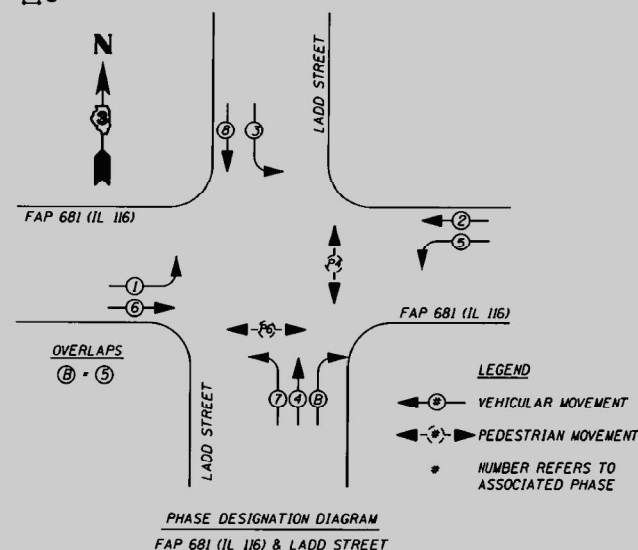 N
3
LADD STREET
8 3
FAP 681 (IL 116)
2
5
P4
1
6
FAP 681 (IL 116)
P6
OVERLAPS
B = 5
7 4 B
LADD STREET
LEGEND
# VEHICULAR MOVEMENT
# PEDESTRIAN MOVEMENT
* NUMBER REFERS TO
ASSOCIATED PHASE
PHASE DESIGNATION DIAGRAM
FAP 681 (IL 116) & LADD STREET